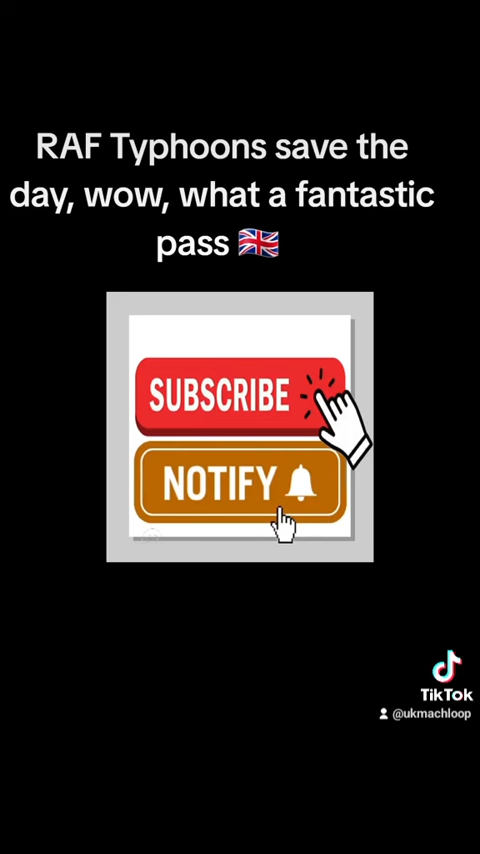 RAF Typhoons save the
day, wow, what a fantastic
pass 🇬🇧
SUBSCRIBE
NOTIFY
TikTok
@ukmachloop